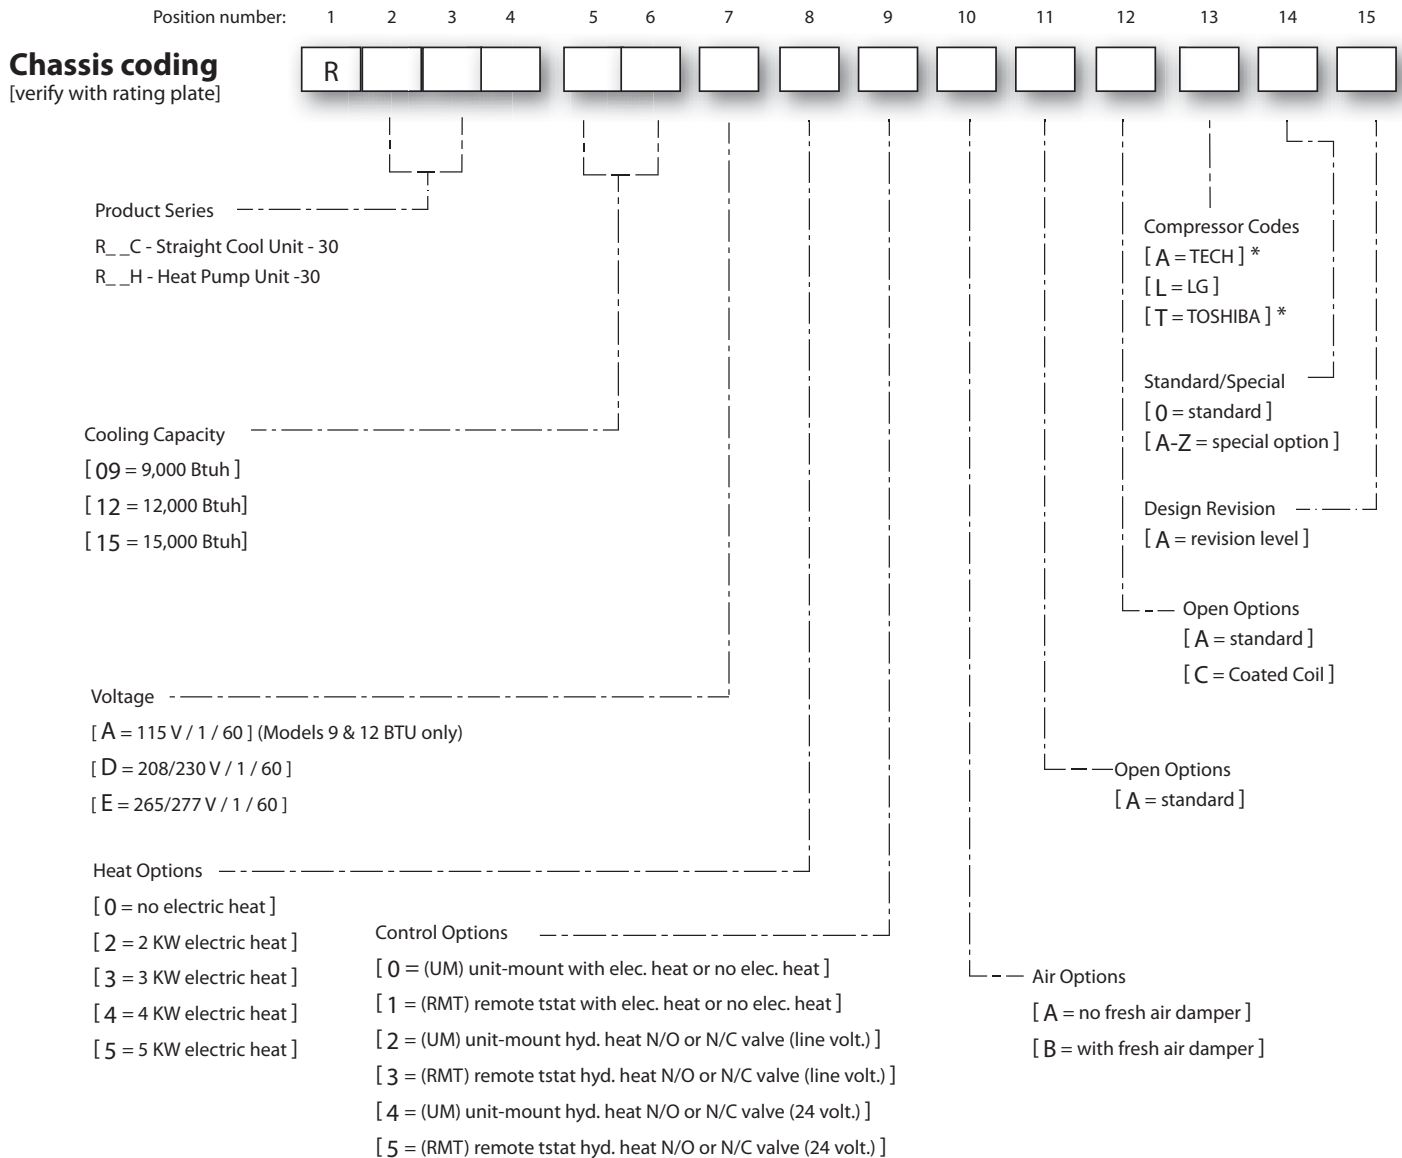 Position number: 1 2 3 4 5 6 7 8 9 10 11 12 13 14 15
Chassis coding
[verify with rating plate]
R
Product Series
R_ _C - Straight Cool Unit - 30
R_ _H - Heat Pump Unit -30
Compressor Codes
[ A = TECH ] *
[ L = LG ]
[ T = TOSHIBA ] *
Standard/Special
[ 0 = standard ]
[ A-Z = special option ]
Cooling Capacity
[ 09 = 9,000 Btuh ]
[ 12 = 12,000 Btuh]
[ 15 = 15,000 Btuh]
Design Revision
[ A = revision level ]
Open Options
[ A = standard ]
[ C = Coated Coil ]
Voltage
[ A = 115 V / 1 / 60 ] (Models 9 & 12 BTU only)
[ D = 208/230 V / 1 / 60 ]
[ E = 265/277 V / 1 / 60 ]
Open Options
[ A = standard ]
Heat Options
[ 0 = no electric heat ]
[ 2 = 2 KW electric heat ]
[ 3 = 3 KW electric heat ]
[ 4 = 4 KW electric heat ]
[ 5 = 5 KW electric heat ]
Control Options
[ 0 = (UM) unit-mount with elec. heat or no elec. heat ]
[ 1 = (RMT) remote tstat with elec. heat or no elec. heat ]
[ 2 = (UM) unit-mount hyd. heat N/O or N/C valve (line volt.) ]
[ 3 = (RMT) remote tstat hyd. heat N/O or N/C valve (line volt.) ]
[ 4 = (UM) unit-mount hyd. heat N/O or N/C valve (24 volt.) ]
[ 5 = (RMT) remote tstat hyd. heat N/O or N/C valve (24 volt.) ]
Air Options
[ A = no fresh air damper ]
[ B = with fresh air damper ]